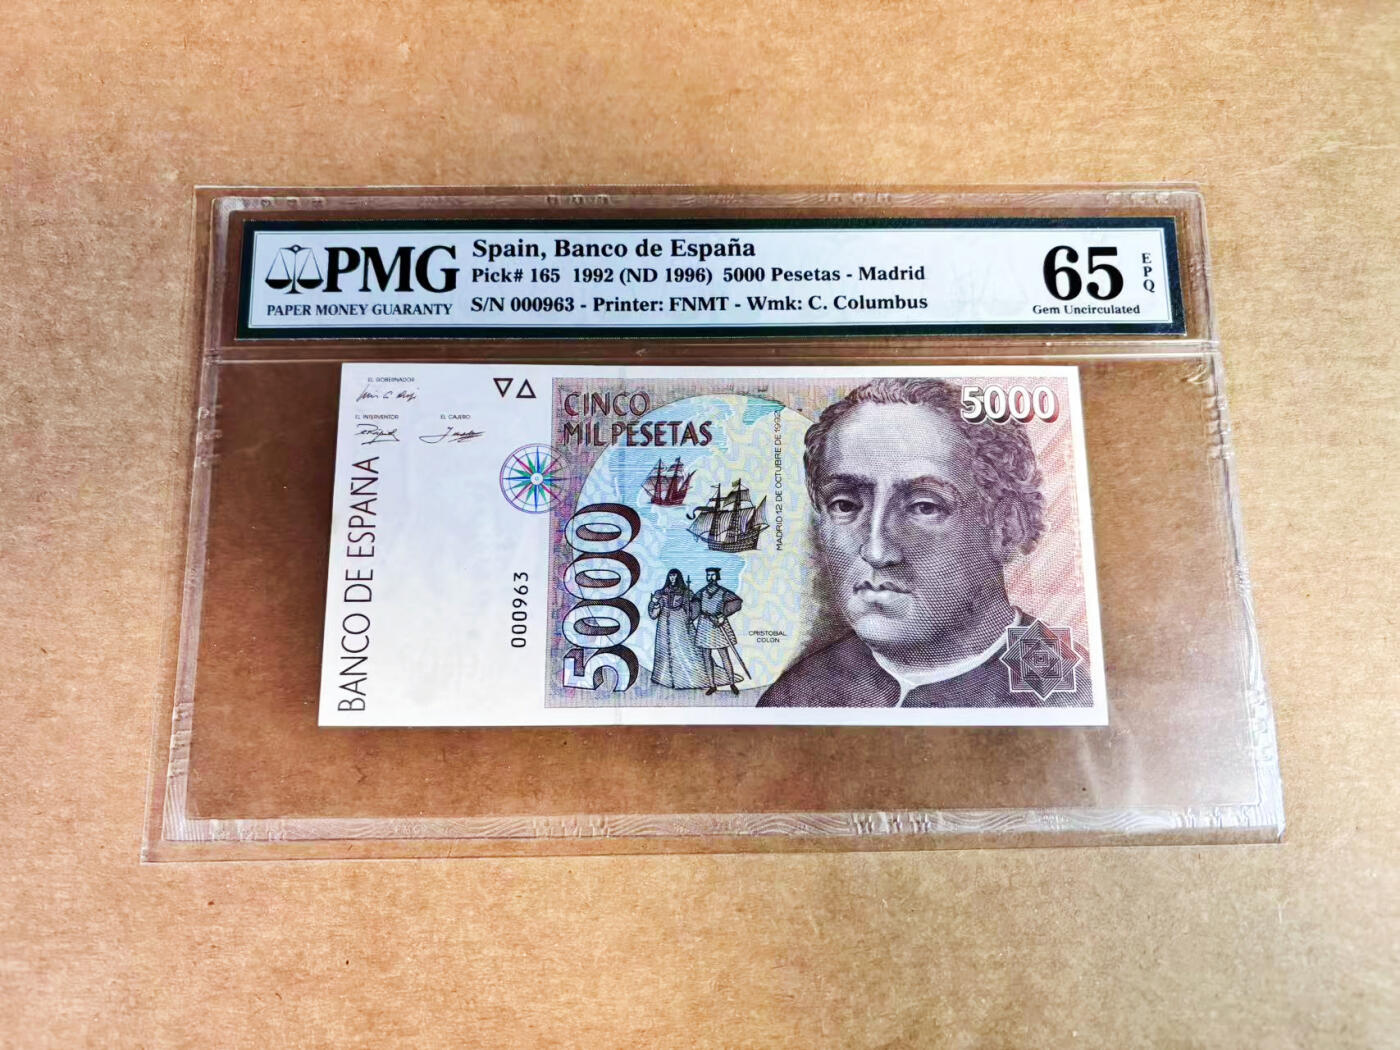 PMG
PAPER MONEY GUARANTY
Spain, Banco de España
Pick# 165 1992 (ND 1996) 5000 Pesetas - Madrid
S/N 000963 - Printer: FNMT - Wmk: C. Columbus
65
EPQ
Gem Uncirculated
EL GOBERNADOR
EL INTERVENTOR
EL CAJERO
BANCO DE ESPAÑA
000963
CINCO
MIL PESETAS
5000
MADRID 12 DE OCTUBRE DE 1992
CRISTOBAL
COLON
5000